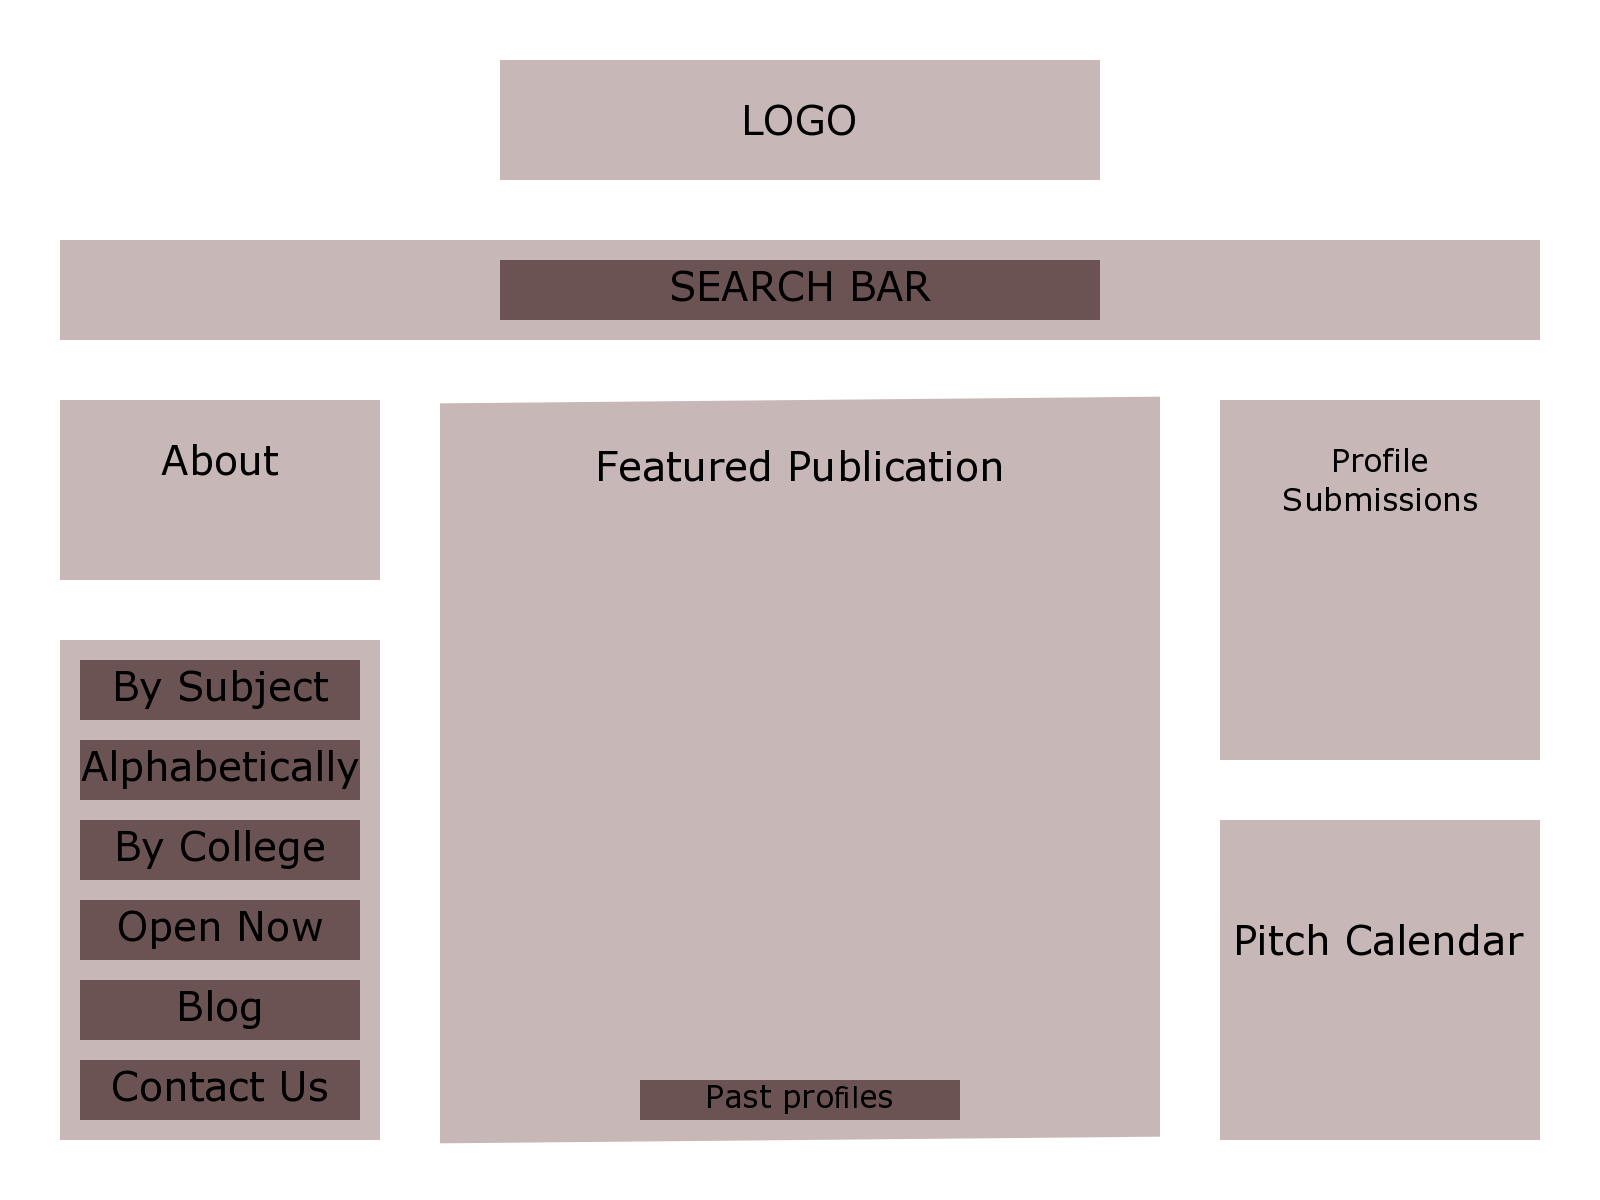 LOGO
SEARCH BAR
About
Featured Publication
Profile
Submissions
By Subject
Alphabetically
By College
Open Now
Blog
Contact Us
Pitch Calendar
Past profiles